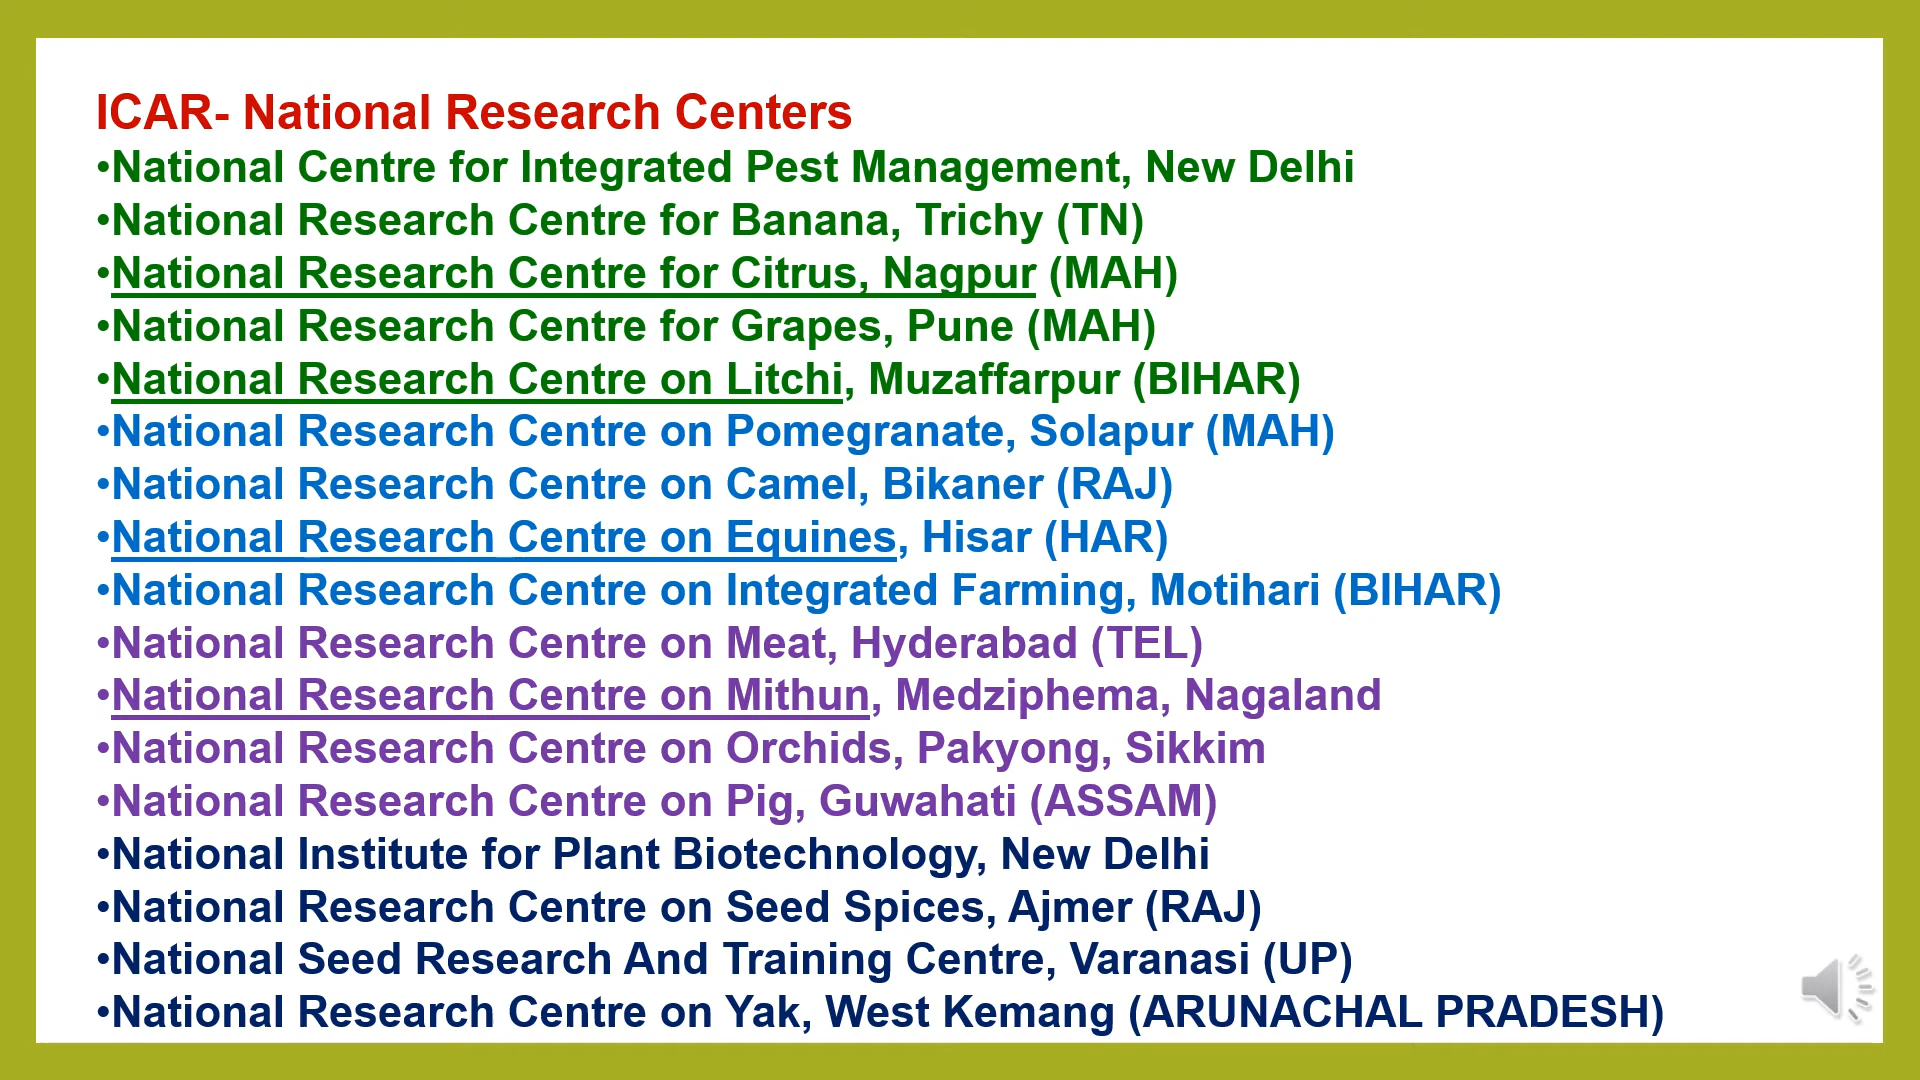 ICAR- National Research Centers
•National Centre for Integrated Pest Management, New Delhi
•National Research Centre for Banana, Trichy (TN)
•National Research Centre for Citrus, Nagpur (MAH)
•National Research Centre for Grapes, Pune (MAH)
•National Research Centre on Litchi, Muzaffarpur (BIHAR)
•National Research Centre on Pomegranate, Solapur (MAH)
•National Research Centre on Camel, Bikaner (RAJ)
•National Research Centre on Equines, Hisar (HAR)
•National Research Centre on Integrated Farming, Motihari (BIHAR)
•National Research Centre on Meat, Hyderabad (TEL)
•National Research Centre on Mithun, Medziphema, Nagaland
•National Research Centre on Orchids, Pakyong, Sikkim
•National Research Centre on Pig, Guwahati (ASSAM)
•National Institute for Plant Biotechnology, New Delhi
•National Research Centre on Seed Spices, Ajmer (RAJ)
•National Seed Research And Training Centre, Varanasi (UP)
•National Research Centre on Yak, West Kemang (ARUNACHAL PRADESH)